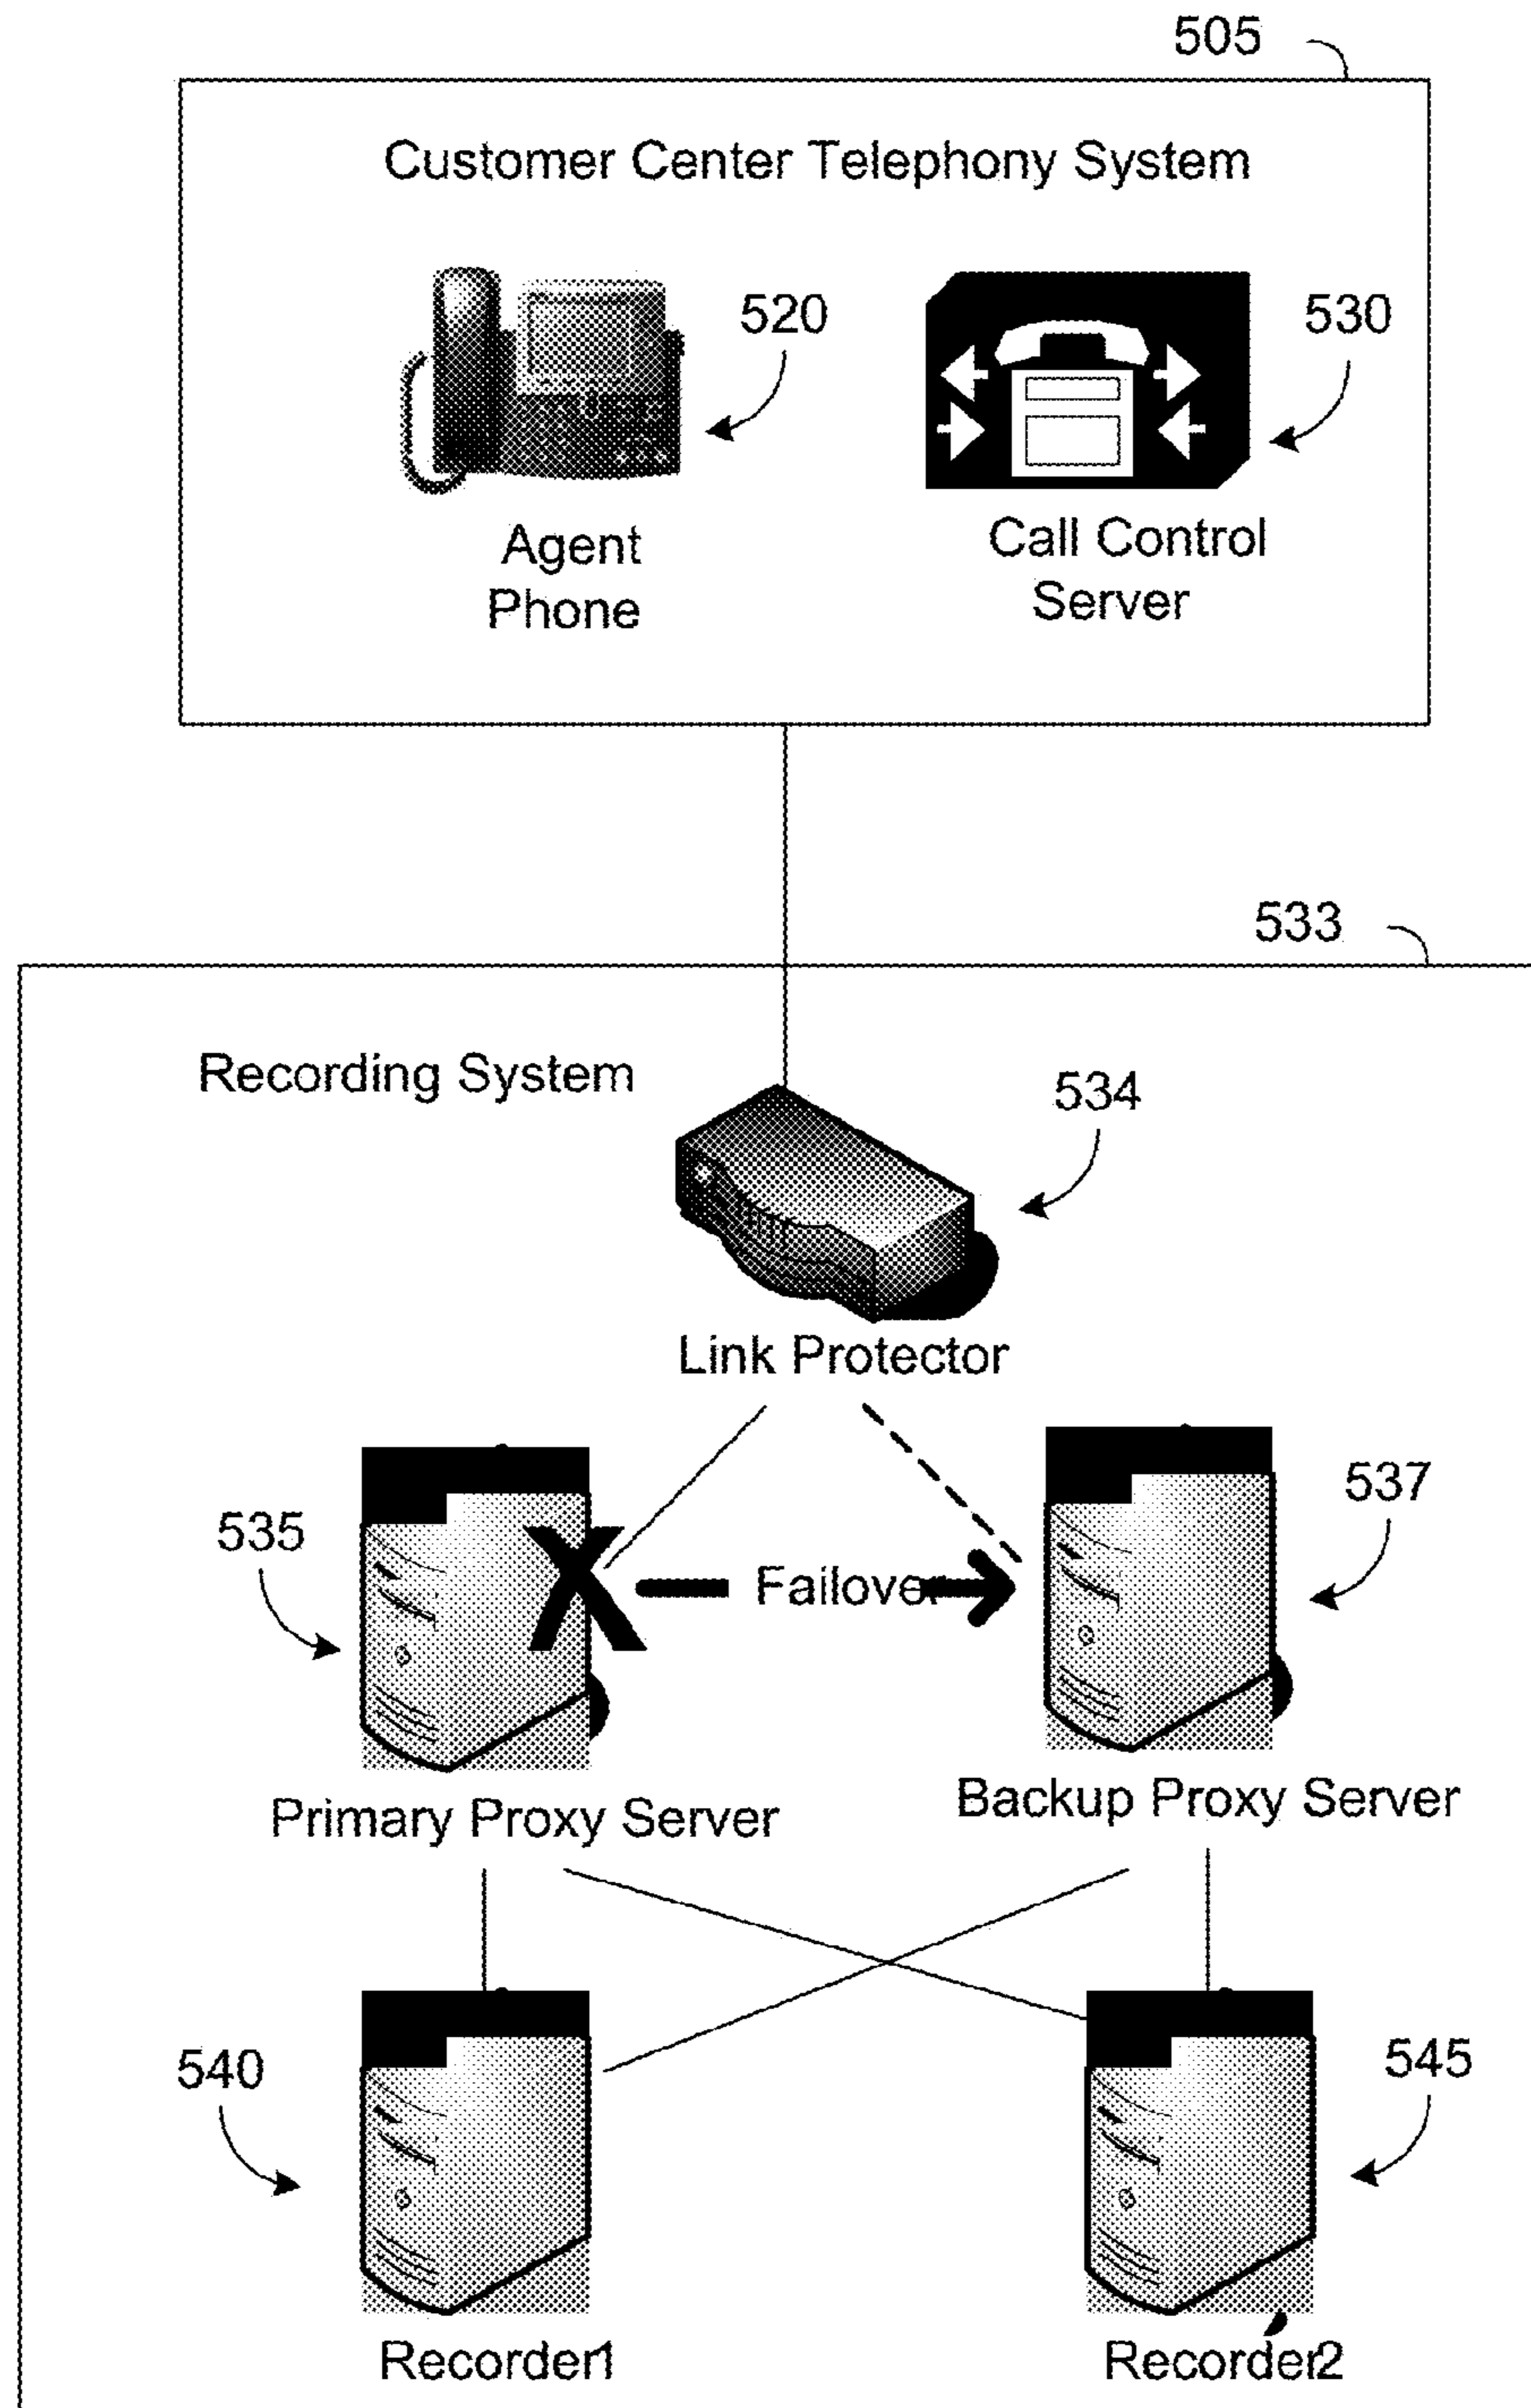 505
Customer Center Telephony System
520
530
Agent
Phone
Call Control
Server
533
Recording System
534
Link Protector
535
537
Failover
Primary Proxy Server
Backup Proxy Server
540
545
Recorder1
Recorder2